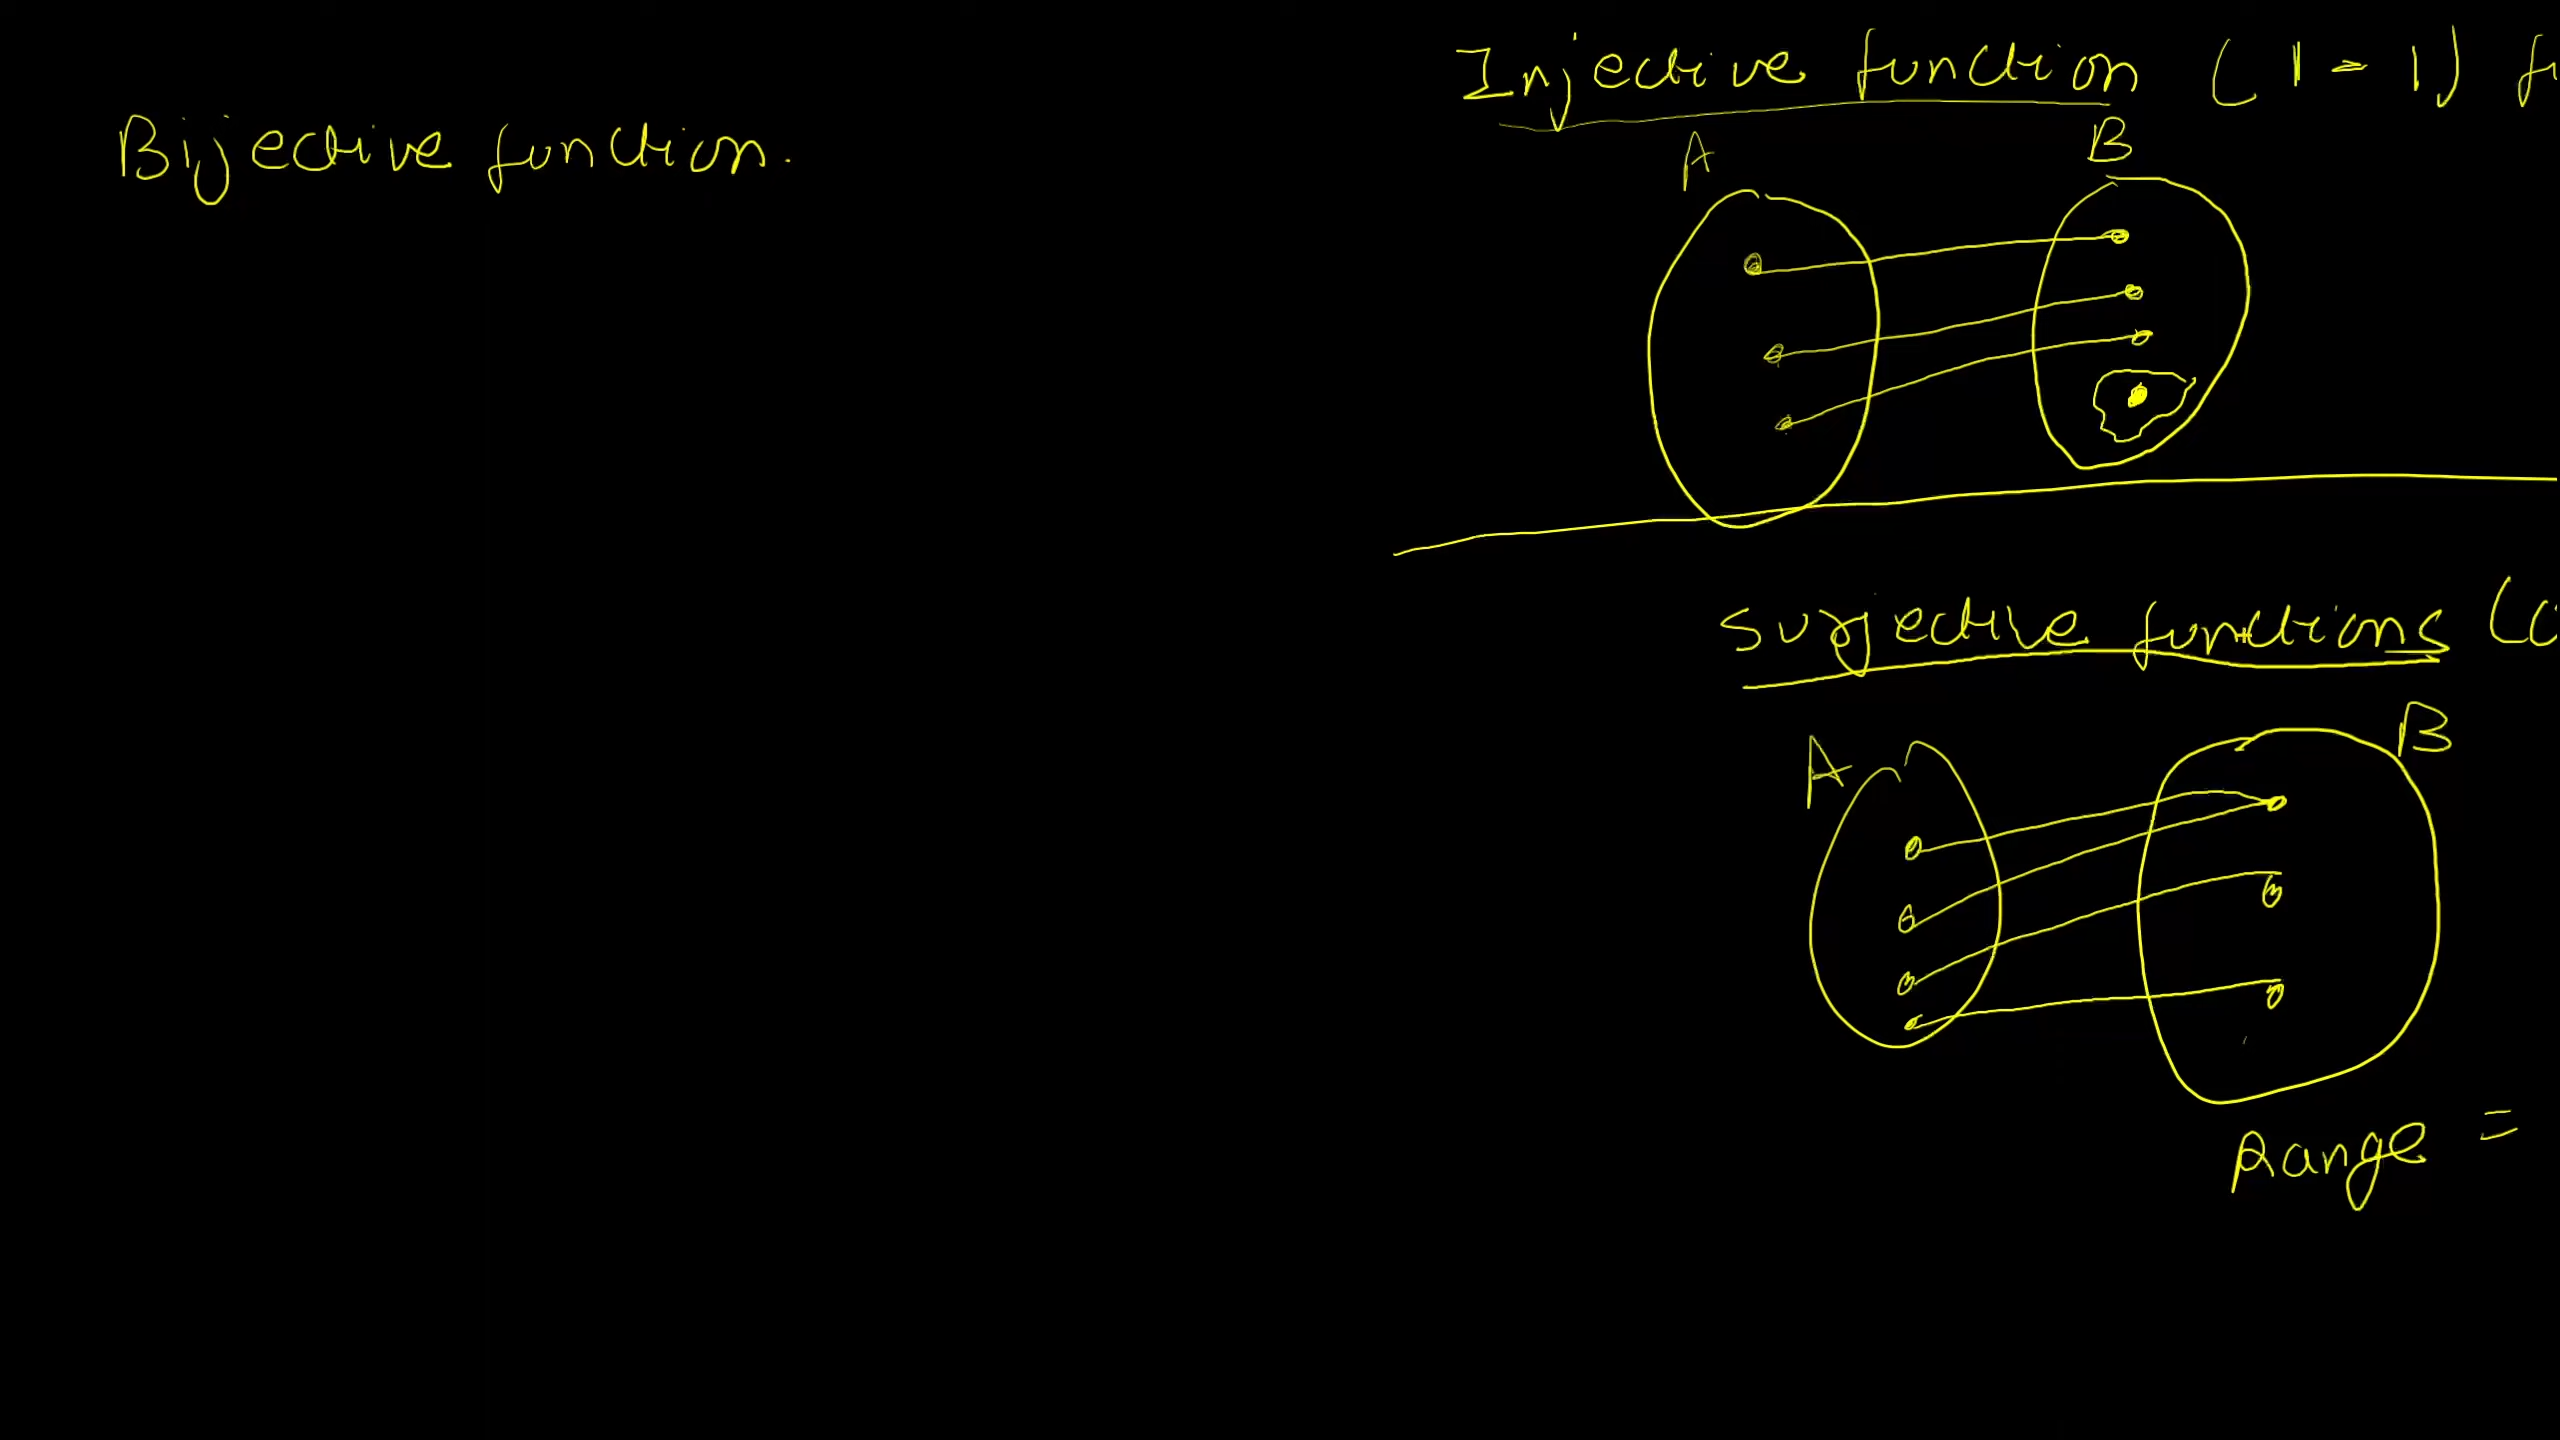 Injective function (1-1)
Bijective function.
A B
surjective functions (
A B
Range =